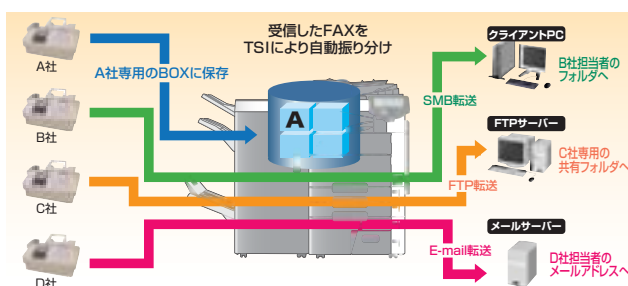 受信したFAXを
TSIにより自動振り分け
A社
A社専用のBOXに保存
A
B社
C社
D社
クライアントPC
B社担当者の
フォルダへ
SMB転送
FTPサーバー
C社専用の
共有フォルダへ
FTP転送
メールサーバー
E-mail転送
D社担当者の
メールアドレスへ